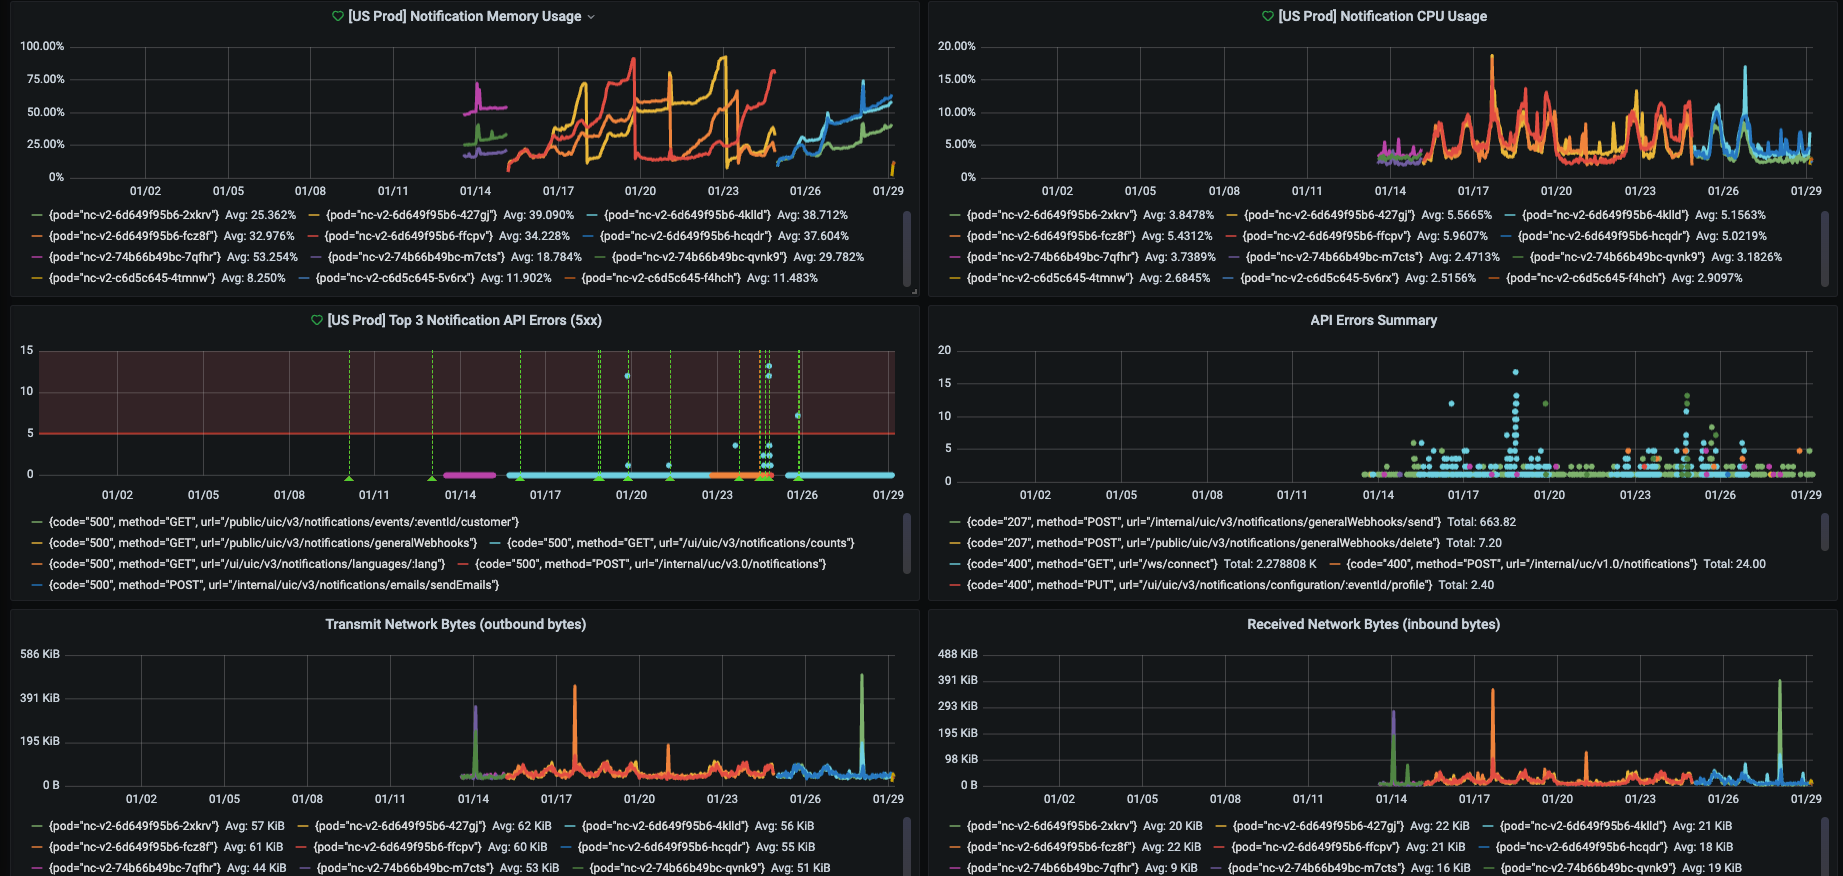 [US Prod] Notification Memory Usage
100.00%
75.00%
50.00%
25.00%
0%
01/02 01/05 01/08 01/11 01/14 01/17 01/20 01/23 01/26 01/29
{pod="nc-v2-6d649f95b6-2xkrv"} Avg: 25.362% {pod="nc-v2-6d649f95b6-427gj"} Avg: 39.090% {pod="nc-v2-6d649f95b6-4klld"} Avg: 38.712%
{pod="nc-v2-6d649f95b6-fcz8f"} Avg: 32.976% {pod="nc-v2-6d649f95b6-ffcpv"} Avg: 34.228% {pod="nc-v2-6d649f95b6-hcqdr"} Avg: 37.604%
{pod="nc-v2-74b66b49bc-7qfhr"} Avg: 53.254% {pod="nc-v2-74b66b49bc-m7cts"} Avg: 18.784% {pod="nc-v2-74b66b49bc-qvnk9"} Avg: 29.782%
{pod="nc-v2-c6d5c645-4tmnw"} Avg: 8.250% {pod="nc-v2-c6d5c645-5v6rx"} Avg: 11.902% {pod="nc-v2-c6d5c645-f4hch"} Avg: 11.483%
[US Prod] Notification CPU Usage
20.00%
15.00%
10.00%
5.00%
0%
01/02 01/05 01/08 01/11 01/14 01/17 01/20 01/23 01/26 01/29
{pod="nc-v2-6d649f95b6-2xkrv"} Avg: 3.8478% {pod="nc-v2-6d649f95b6-427gj"} Avg: 5.5665% {pod="nc-v2-6d649f95b6-4klld"} Avg: 5.1563%
{pod="nc-v2-6d649f95b6-fcz8f"} Avg: 5.4312% {pod="nc-v2-6d649f95b6-ffcpv"} Avg: 5.9607% {pod="nc-v2-6d649f95b6-hcqdr"} Avg: 5.0219%
{pod="nc-v2-74b66b49bc-7qfhr"} Avg: 3.7389% {pod="nc-v2-74b66b49bc-m7cts"} Avg: 2.4713% {pod="nc-v2-74b66b49bc-qvnk9"} Avg: 3.1826%
{pod="nc-v2-c6d5c645-4tmnw"} Avg: 2.6845% {pod="nc-v2-c6d5c645-5v6rx"} Avg: 2.5156% {pod="nc-v2-c6d5c645-f4hch"} Avg: 2.9097%
[US Prod] Top 3 Notification API Errors (5xx)
15
10
5
0
01/02 01/05 01/08 01/11 01/14 01/17 01/20 01/23 01/26 01/29
{code="500", method="GET", url="/public/uic/v3/notifications/events/:eventId/customer"}
{code="500", method="GET", url="/public/uic/v3/notifications/generalWebhooks"} {code="500", method="GET", url="/ui/uic/v3/notifications/counts"}
{code="500", method="GET", url="/ui/uic/v3/notifications/languages/:lang"} {code="500", method="POST", url="/internal/uc/v3.0/notifications"}
{code="500", method="POST", url="/internal/uic/v3/notifications/emails/sendEmails"}
API Errors Summary
20
15
10
5
0
01/02 01/05 01/08 01/11 01/14 01/17 01/20 01/23 01/26 01/29
{code="207", method="POST", url="/internal/uic/v3/notifications/generalWebhooks/send"} Total: 663.82
{code="207", method="POST", url="/public/uic/v3/notifications/generalWebhooks/delete"} Total: 7.20
{code="400", method="GET", url="/ws/connect"} Total: 2.278808 K {code="400", method="POST", url="/internal/uc/v1.0/notifications"} Total: 24.00
{code="400", method="PUT", url="/ui/uic/v3/notifications/configuration/:eventId/profile"} Total: 2.40
Transmit Network Bytes (outbound bytes)
586 KiB
391 KiB
195 KiB
0 B
01/02 01/05 01/08 01/11 01/14 01/17 01/20 01/23 01/26 01/29
{pod="nc-v2-6d649f95b6-2xkrv"} Avg: 57 KiB {pod="nc-v2-6d649f95b6-427gj"} Avg: 62 KiB {pod="nc-v2-6d649f95b6-4klld"} Avg: 56 KiB
{pod="nc-v2-6d649f95b6-fcz8f"} Avg: 61 KiB {pod="nc-v2-6d649f95b6-ffcpv"} Avg: 60 KiB {pod="nc-v2-6d649f95b6-hcqdr"} Avg: 55 KiB
{pod="nc-v2-74b66b49bc-7qfhr"} Avg: 44 KiB {pod="nc-v2-74b66b49bc-m7cts"} Avg: 53 KiB {pod="nc-v2-74b66b49bc-qvnk9"} Avg: 51 KiB
Received Network Bytes (inbound bytes)
488 KiB
391 KiB
293 KiB
195 KiB
98 KiB
0 B
01/02 01/05 01/08 01/11 01/14 01/17 01/20 01/23 01/26 01/29
{pod="nc-v2-6d649f95b6-2xkrv"} Avg: 20 KiB {pod="nc-v2-6d649f95b6-427gj"} Avg: 22 KiB {pod="nc-v2-6d649f95b6-4klld"} Avg: 21 KiB
{pod="nc-v2-6d649f95b6-fcz8f"} Avg: 22 KiB {pod="nc-v2-6d649f95b6-ffcpv"} Avg: 21 KiB {pod="nc-v2-6d649f95b6-hcqdr"} Avg: 18 KiB
{pod="nc-v2-74b66b49bc-7qfhr"} Avg: 9 KiB {pod="nc-v2-74b66b49bc-m7cts"} Avg: 16 KiB {pod="nc-v2-74b66b49bc-qvnk9"} Avg: 19 KiB